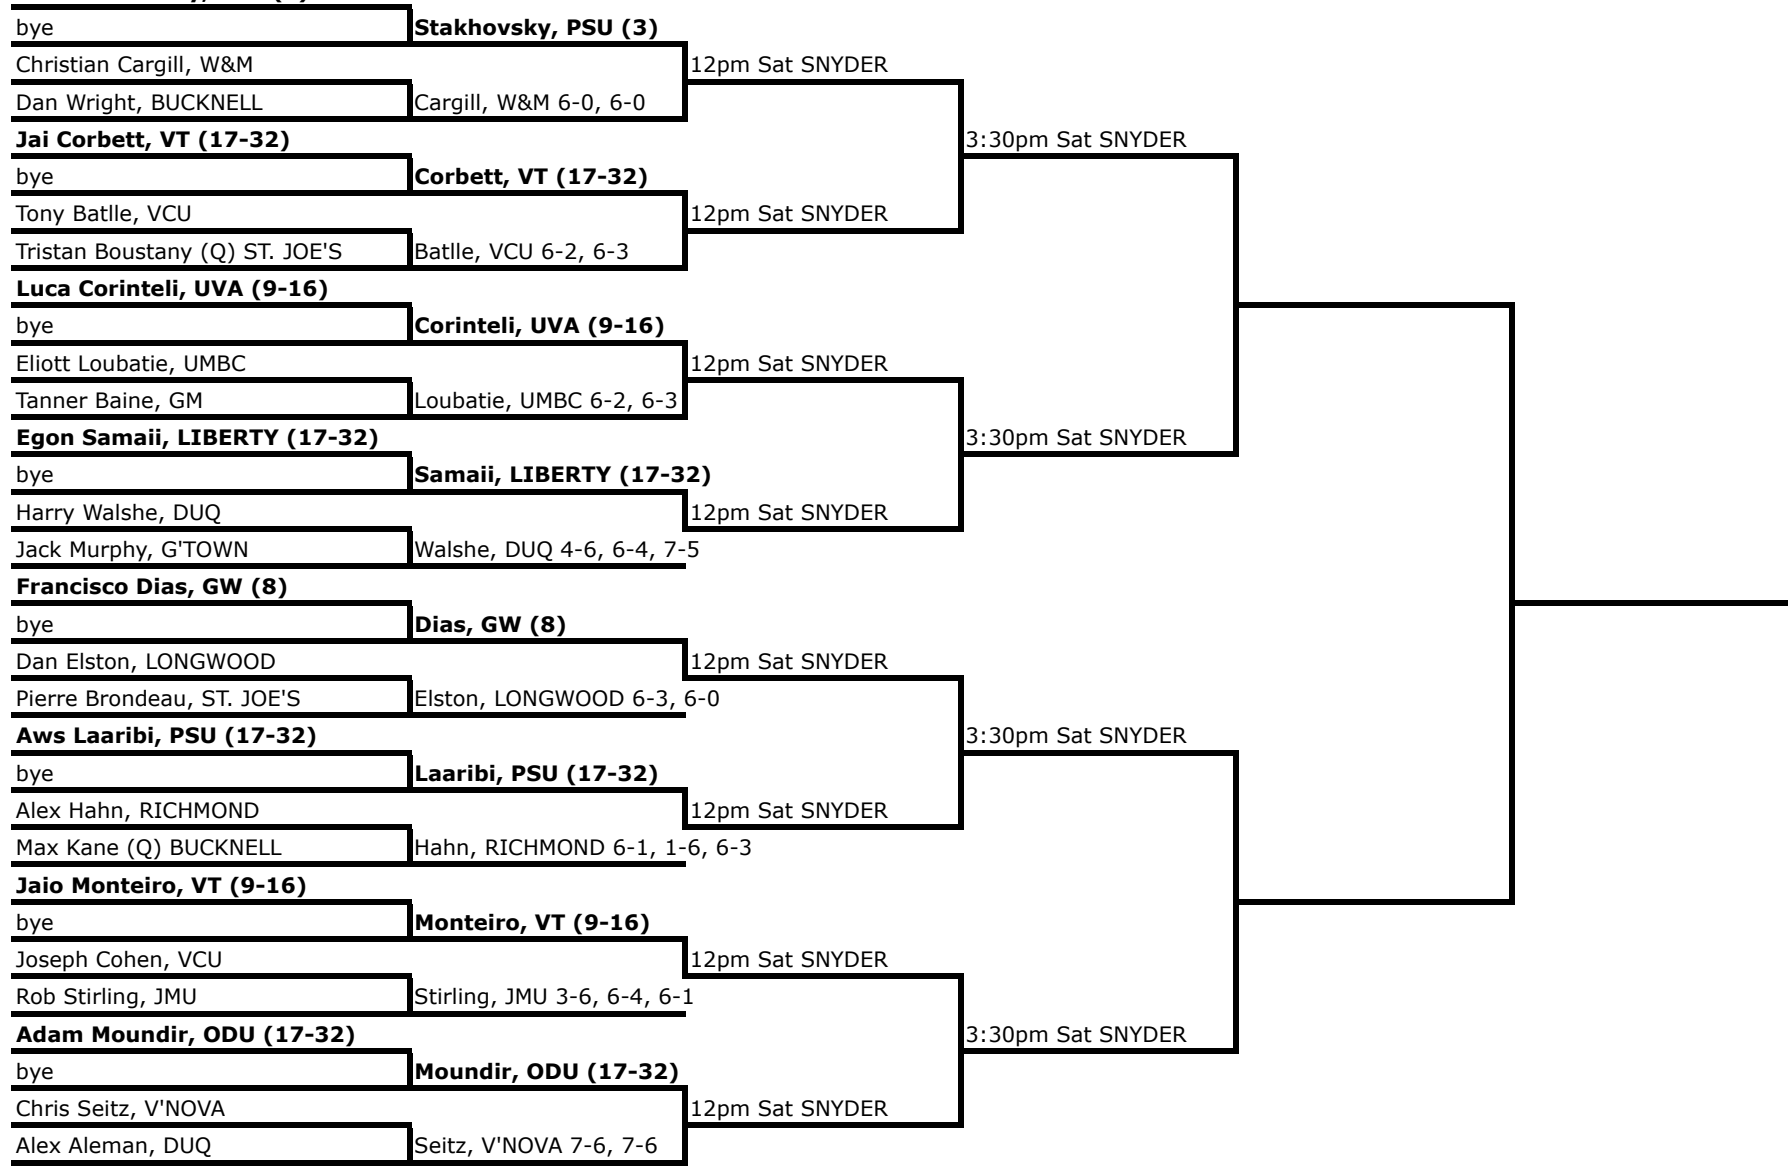 bye
Stakhovsky, PSU (3)
Christian Cargill, W&M
12pm Sat SNYDER
Dan Wright, BUCKNELL
Cargill, W&M 6-0, 6-0
Jai Corbett, VT (17-32)
3:30pm Sat SNYDER
bye
Corbett, VT (17-32)
Tony Batlle, VCU
12pm Sat SNYDER
Tristan Boustany (Q) ST. JOE'S
Batlle, VCU 6-2, 6-3
Luca Corinteli, UVA (9-16)
bye
Corinteli, UVA (9-16)
Eliott Loubatie, UMBC
12pm Sat SNYDER
Tanner Baine, GM
Loubatie, UMBC 6-2, 6-3
Egon Samaii, LIBERTY (17-32)
3:30pm Sat SNYDER
bye
Samaii, LIBERTY (17-32)
Harry Walshe, DUQ
12pm Sat SNYDER
Jack Murphy, G'TOWN
Walshe, DUQ 4-6, 6-4, 7-5
Francisco Dias, GW (8)
bye
Dias, GW (8)
Dan Elston, LONGWOOD
12pm Sat SNYDER
Pierre Brondeau, ST. JOE'S
Elston, LONGWOOD 6-3, 6-0
Aws Laaribi, PSU (17-32)
3:30pm Sat SNYDER
bye
Laaribi, PSU (17-32)
Alex Hahn, RICHMOND
12pm Sat SNYDER
Max Kane (Q) BUCKNELL
Hahn, RICHMOND 6-1, 1-6, 6-3
Jaio Monteiro, VT (9-16)
bye
Monteiro, VT (9-16)
Joseph Cohen, VCU
12pm Sat SNYDER
Rob Stirling, JMU
Stirling, JMU 3-6, 6-4, 6-1
Adam Moundir, ODU (17-32)
3:30pm Sat SNYDER
bye
Moundir, ODU (17-32)
Chris Seitz, V'NOVA
12pm Sat SNYDER
Alex Aleman, DUQ
Seitz, V'NOVA 7-6, 7-6